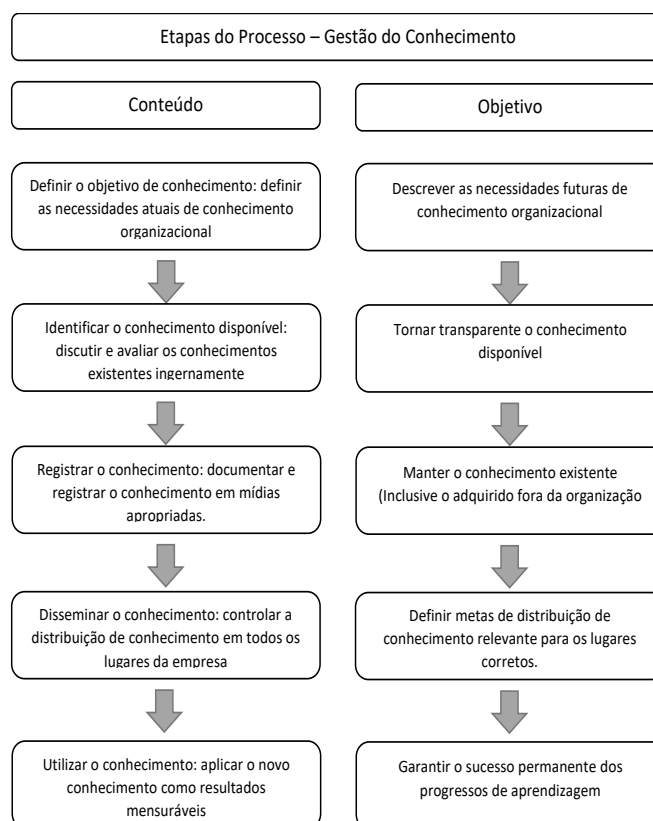 Etapas do Processo – Gestão do Conhecimento
Conteúdo
Objetivo
Definir o objetivo de conhecimento: definir
as necessidades atuais de conhecimento
organizacional
Descrever as necessidades futuras de
conhecimento organizacional
Identificar o conhecimento disponível:
discutir e avaliar os conhecimentos
existentes ingernamente
Tornar transparente o conhecimento
disponível
Registrar o conhecimento: documentar e
registrar o conhecimento em mídias
apropriadas.
Manter o conhecimento existente
(Inclusive o adquirido fora da organização
Disseminar o conhecimento: controlar a
distribuição de conhecimento em todos os
lugares da empresa
Definir metas de distribuição de
conhecimento relevante para os lugares
corretos.
Utilizar o conhecimento: aplicar o novo
conhecimento como resultados
mensuráveis
Garantir o sucesso permanente dos
progressos de aprendizagem